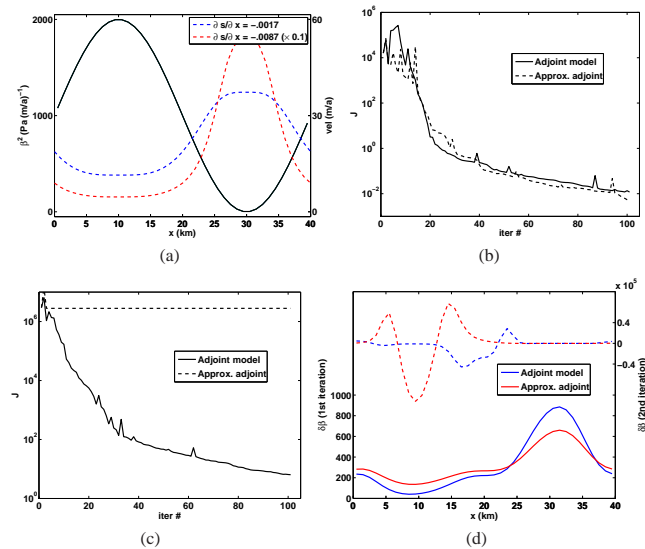 ∂ s/∂ x = −.0017
∂ s/∂ x = −.0087 (× 0.1)
2000
1000
0
β² (Pa (m/a)⁻¹)
60
30
0
vel (m/a)
0 5 10 15 20 25 30 35 40
x (km)
(a)
10⁶
10⁴
10²
10⁰
10⁻²
J
Adjoint model
Approx. adjoint
0 20 40 60 80 100
iter #
(b)
10⁶
10⁴
10²
10⁰
J
Adjoint model
Approx. adjoint
0 20 40 60 80 100
iter #
(c)
x 10⁵
0.4
0
−0.4
δβ (2nd iteration)
Adjoint model
Approx. adjoint
1000
800
600
400
200
0
δβ (1st iteration)
0 5 10 15 20 25 30 35 40
x (km)
(d)